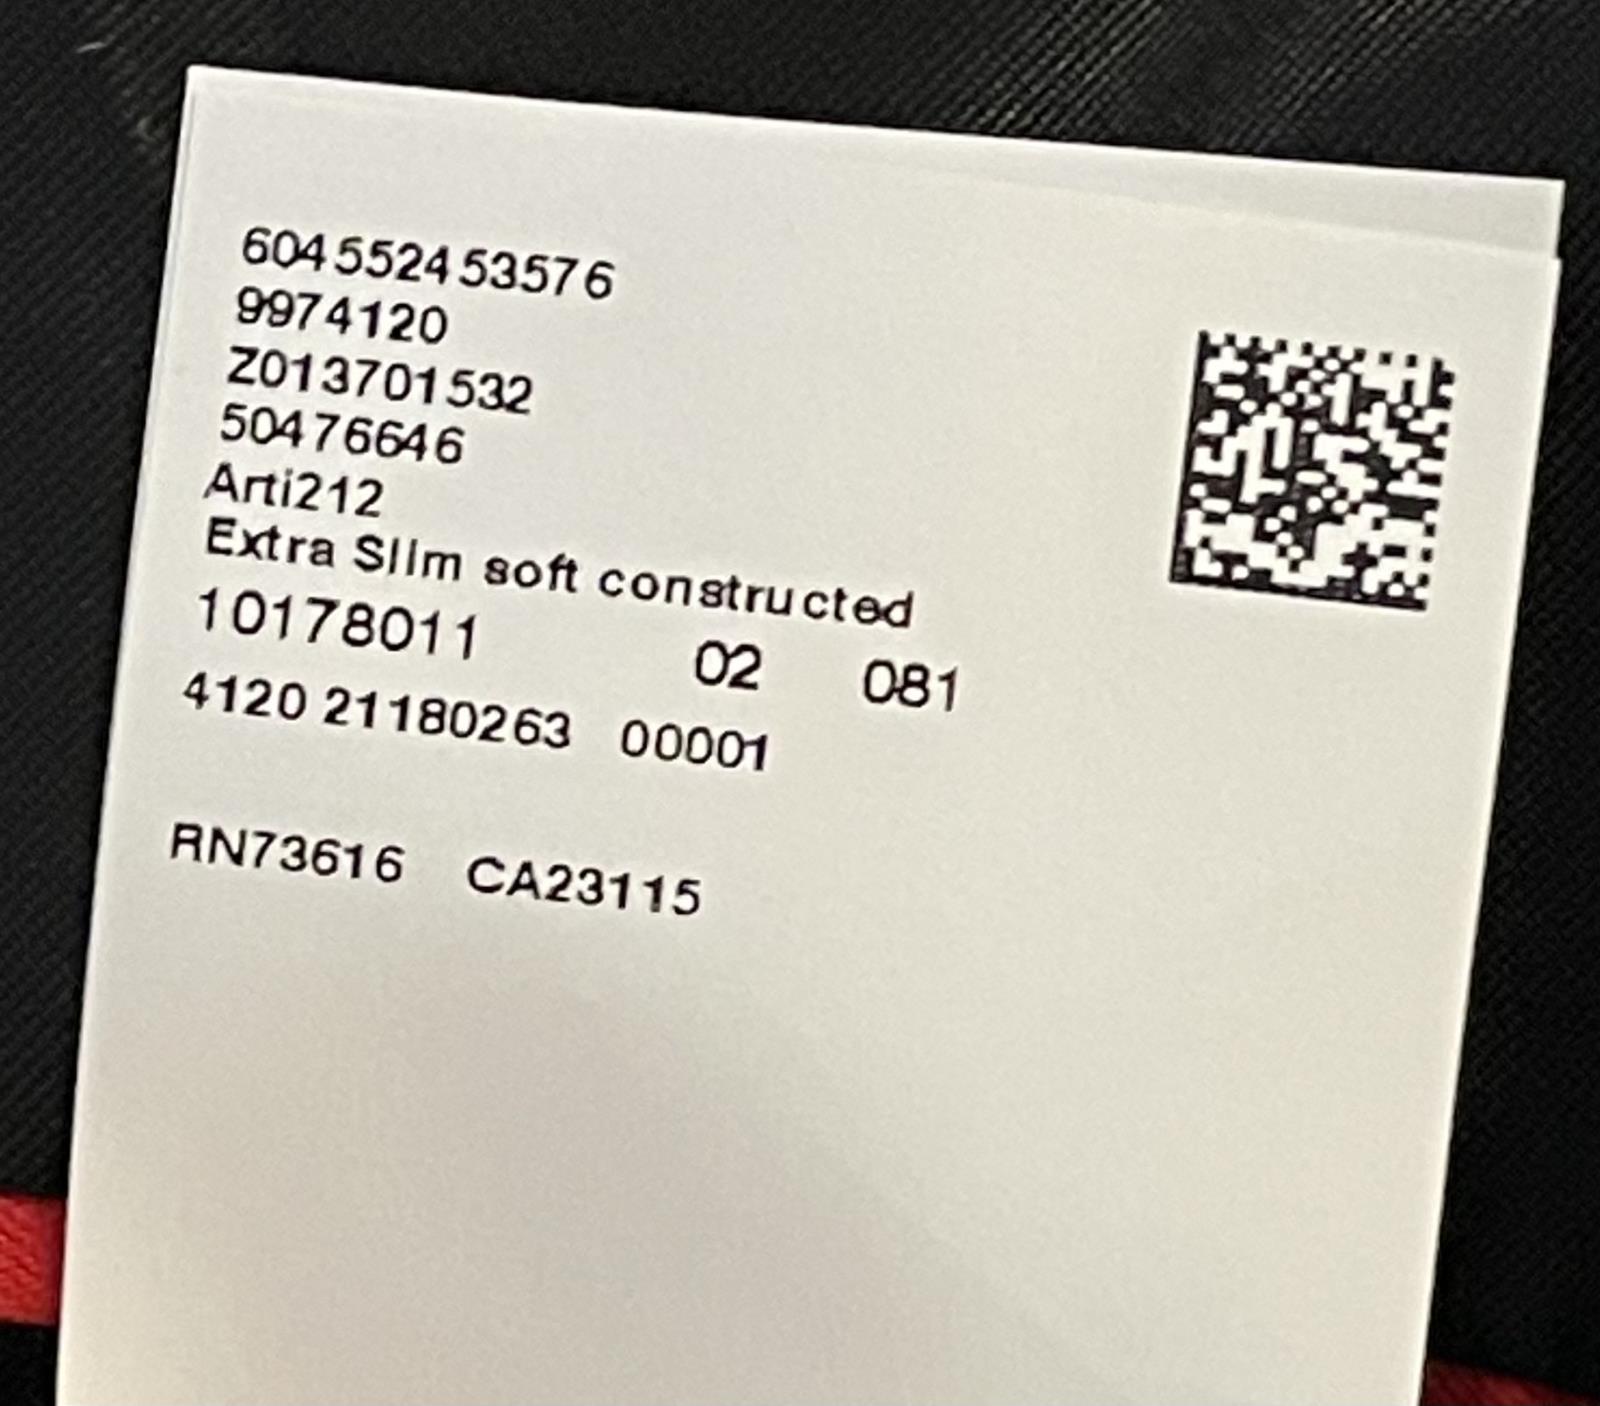 604552453576
9974120
Z013701532
50476646
Arti212
Extra Slim soft constructed
10178011 02 081
4120 21180263 00001
RN73616 CA23115